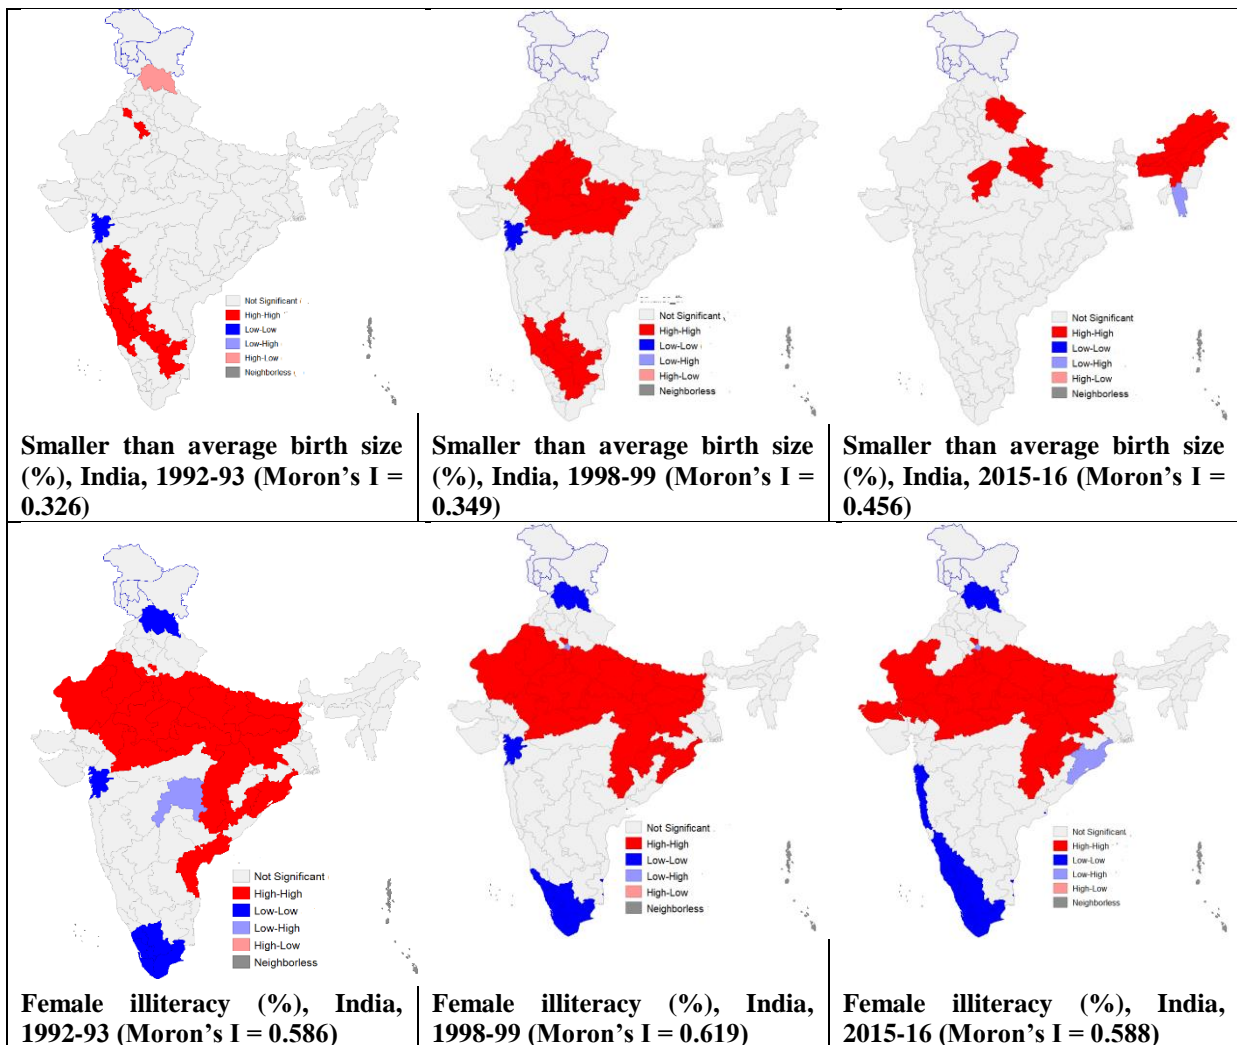 Not Significant
High-High
Low-Low
Low-High
High-Low
Neighborless
Smaller than average birth size
(%), India, 1992-93 (Moron’s I =
0.326)
Not Significant
High-High
Low-Low
Low-High
High-Low
Neighborless
Smaller than average birth size
(%), India, 1998-99 (Moron’s I =
0.349)
Not Significant
High-High
Low-Low
Low-High
High-Low
Neighborless
Smaller than average birth size
(%), India, 2015-16 (Moron’s I =
0.456)
Not Significant
High-High
Low-Low
Low-High
High-Low
Neighborless
Female illiteracy (%), India,
1992-93 (Moron’s I = 0.586)
Not Significant
High-High
Low-Low
Low-High
High-Low
Neighborless
Female illiteracy (%), India,
1998-99 (Moron’s I = 0.619)
Not Significant
High-High
Low-Low
Low-High
High-Low
Neighborless
Female illiteracy (%), India,
2015-16 (Moron’s I = 0.588)